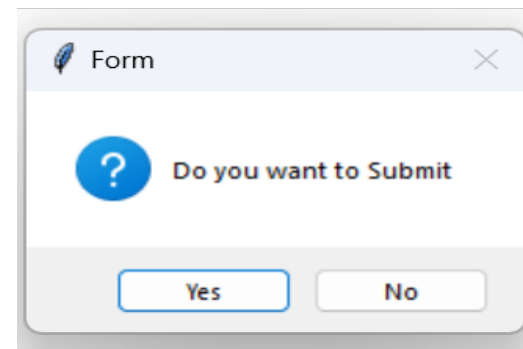 Form
Do you want to Submit
Yes No